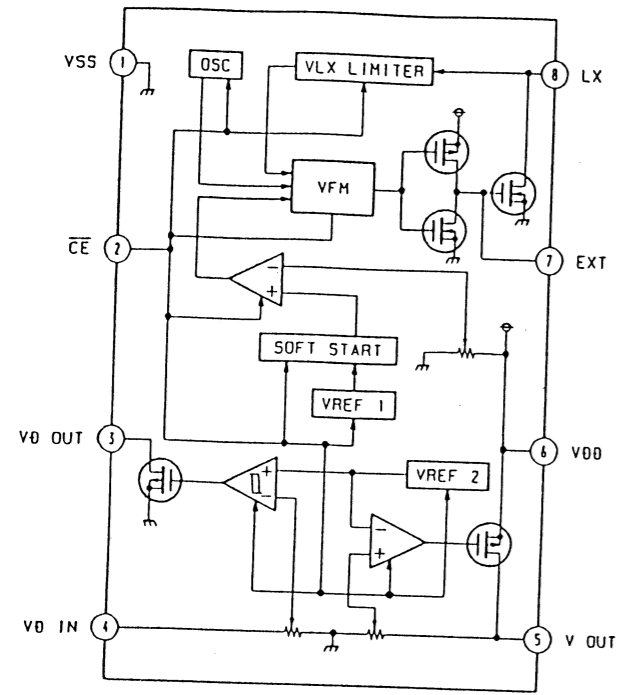 VSS 1
OSC
VLX LIMITER
8 LX
VFM
CE 2
7 EXT
-
+
SOFT START
VREF 1
VD OUT 3
6 VDD
+
-
VREF 2
-
+
VD IN 4
5 V OUT